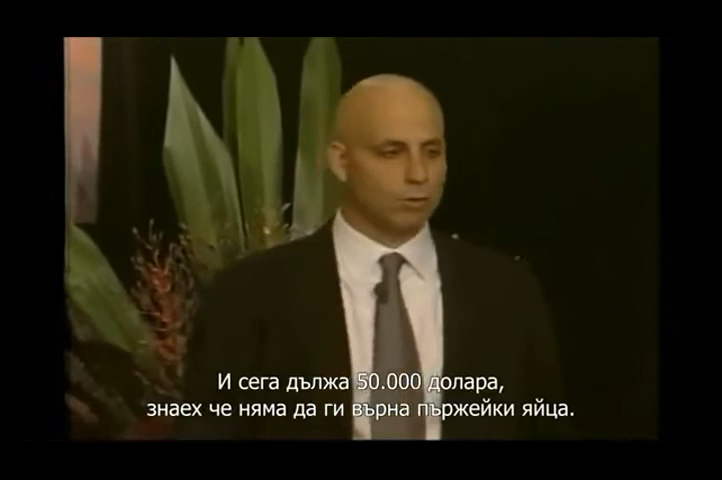 И сега дължа 50.000 долара,
знаех че няма да ги върна пържейки яйца.